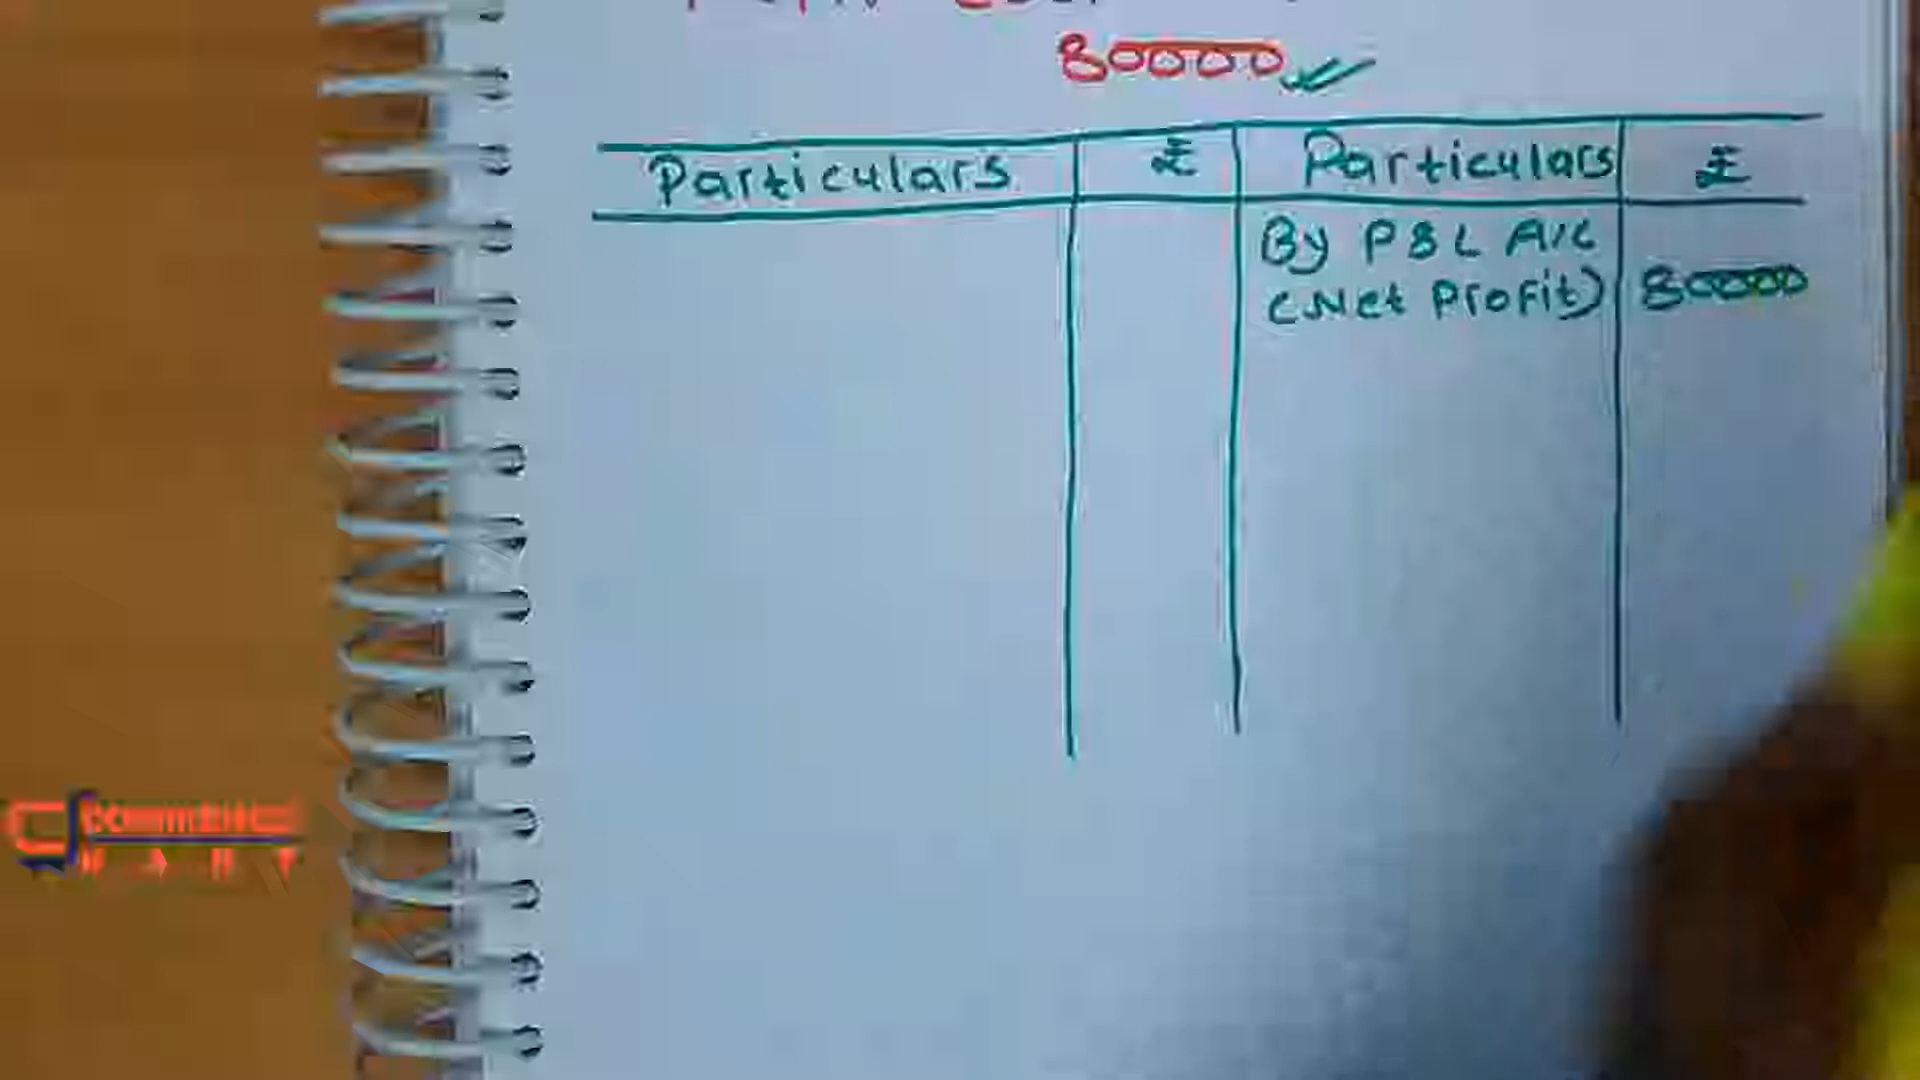 80000
Particulars ₹ Particulars ₹
By P&L A/c
(Net Profit) 80000